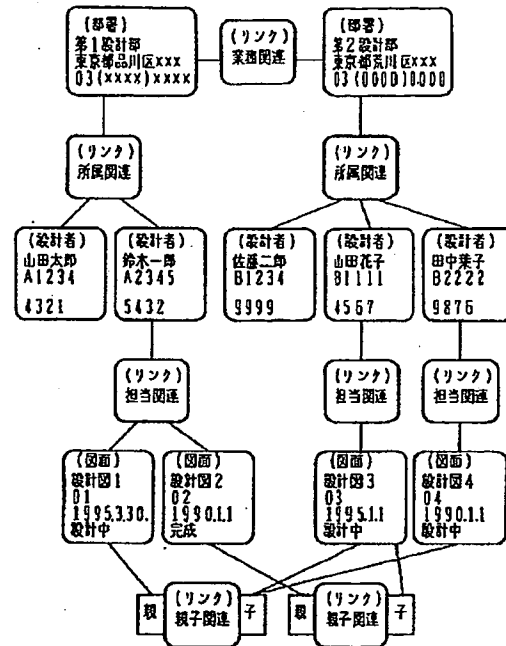 (部署)
第1設計部
東京都品川区xxx
03(xxxx)xxxx
(リンク)
業務関連
(部署)
第2設計部
東京都荒川区xxx
03(0000)0000
(リンク)
所属関連
(リンク)
所属関連
(設計者)
山田太郎
A1234
4321
(設計者)
鈴木一郎
A2345
5432
(設計者)
佐藤二郎
B1234
9999
(設計者)
山田花子
B1111
4567
(設計者)
田中葉子
B2222
9876
(リンク)
担当関連
(リンク)
担当関連
(リンク)
担当関連
(図面)
設計図1
01
1995.3.30.
設計中
(図面)
設計図2
02
1990.1.1
完成
(図面)
設計図3
03
1995.1.1
設計中
(図面)
設計図4
04
1990.1.1
設計中
親
(リンク)
親子関連
子
親
(リンク)
親子関連
子